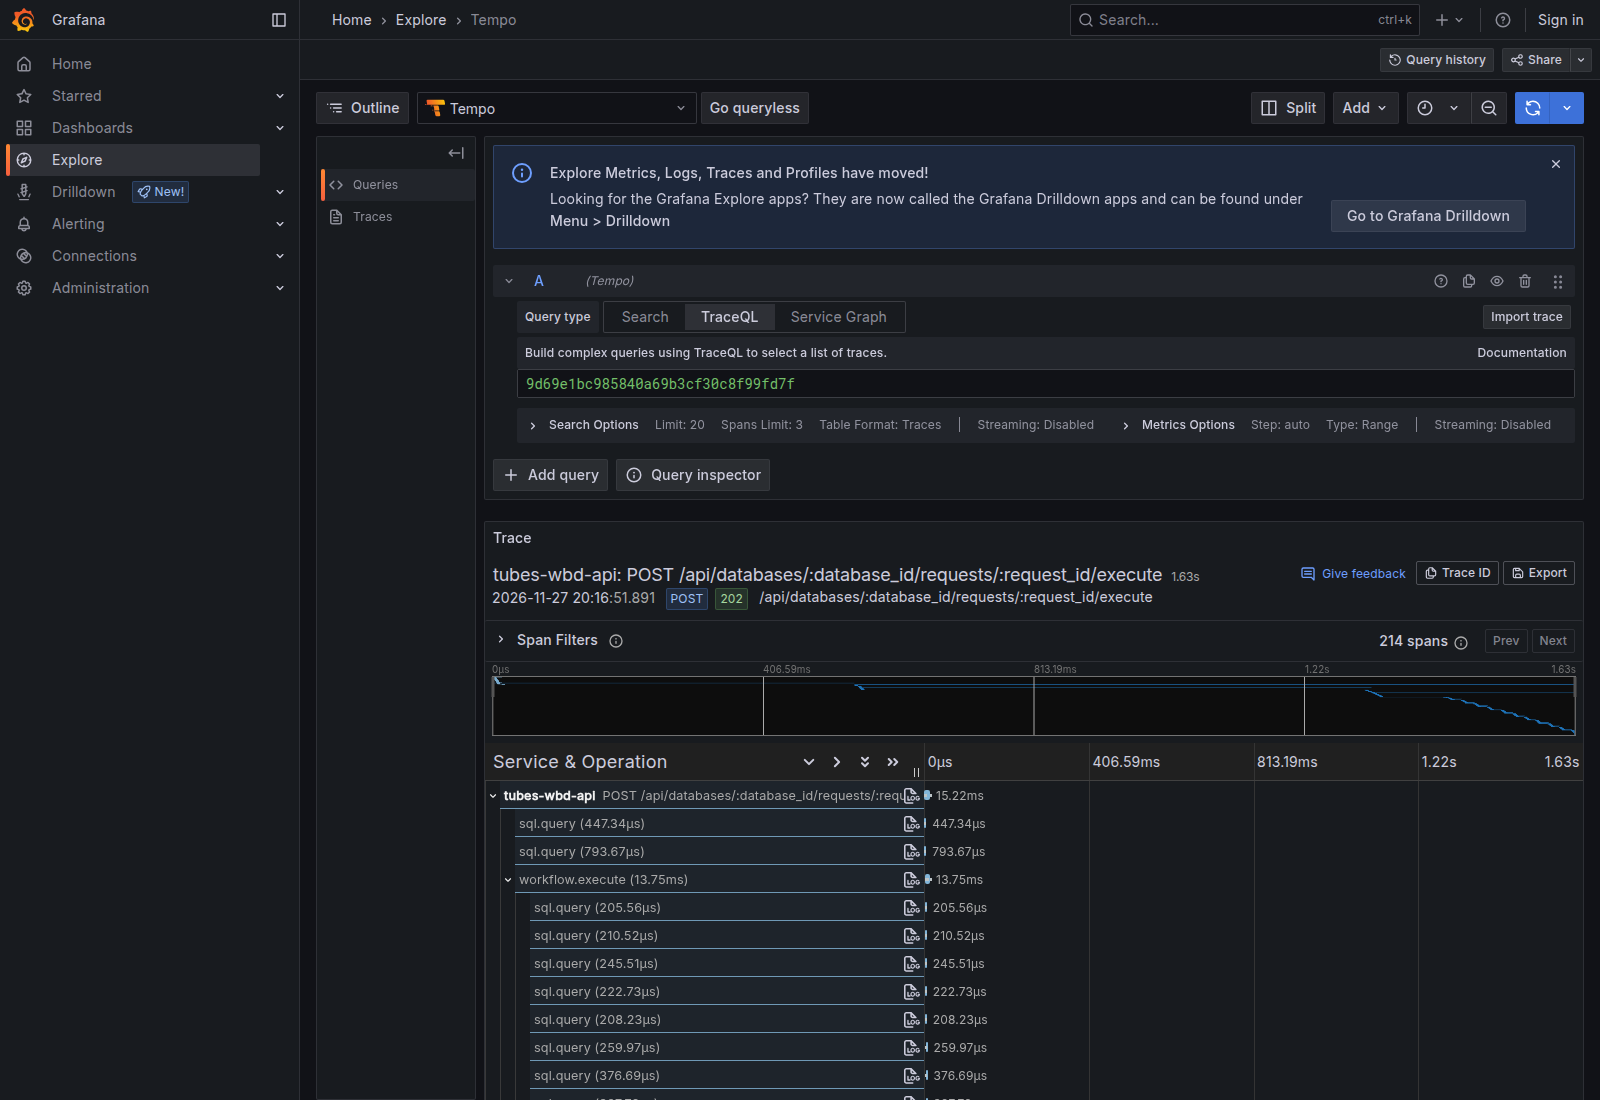 Grafana
Home › Explore › Tempo
Search... ctrl+k
Sign in
Home
Starred
Dashboards
Explore
Drilldown New!
Alerting
Connections
Administration
Query history
Share
Outline
Tempo
Go queryless
Split
Add
Queries
Traces
Explore Metrics, Logs, Traces and Profiles have moved!
Looking for the Grafana Explore apps? They are now called the Grafana Drilldown apps and can be found under
Menu > Drilldown
Go to Grafana Drilldown
A (Tempo)
Query type Search TraceQL Service Graph Import trace
Build complex queries using TraceQL to select a list of traces. Documentation
9d69e1bc985840a69b3cf30c8f99fd7f
Search Options Limit: 20 Spans Limit: 3 Table Format: Traces Streaming: Disabled Metrics Options Step: auto Type: Range Streaming: Disabled
Add query
Query inspector
Trace
tubes-wbd-api: POST /api/databases/:database_id/requests/:request_id/execute 1.63s
Give feedback Trace ID Export
2026-11-27 20:16:51.891 POST 202 /api/databases/:database_id/requests/:request_id/execute
Span Filters
214 spans Prev Next
0µs 406.59ms 813.19ms 1.22s 1.63s
Service & Operation 0µs 406.59ms 813.19ms 1.22s 1.63s
tubes-wbd-api POST /api/databases/:database_id/requests/:requ LOG 15.22ms
sql.query (447.34µs) LOG 447.34µs
sql.query (793.67µs) LOG 793.67µs
workflow.execute (13.75ms) LOG 13.75ms
sql.query (205.56µs) LOG 205.56µs
sql.query (210.52µs) LOG 210.52µs
sql.query (245.51µs) LOG 245.51µs
sql.query (222.73µs) LOG 222.73µs
sql.query (208.23µs) LOG 208.23µs
sql.query (259.97µs) LOG 259.97µs
sql.query (376.69µs) LOG 376.69µs